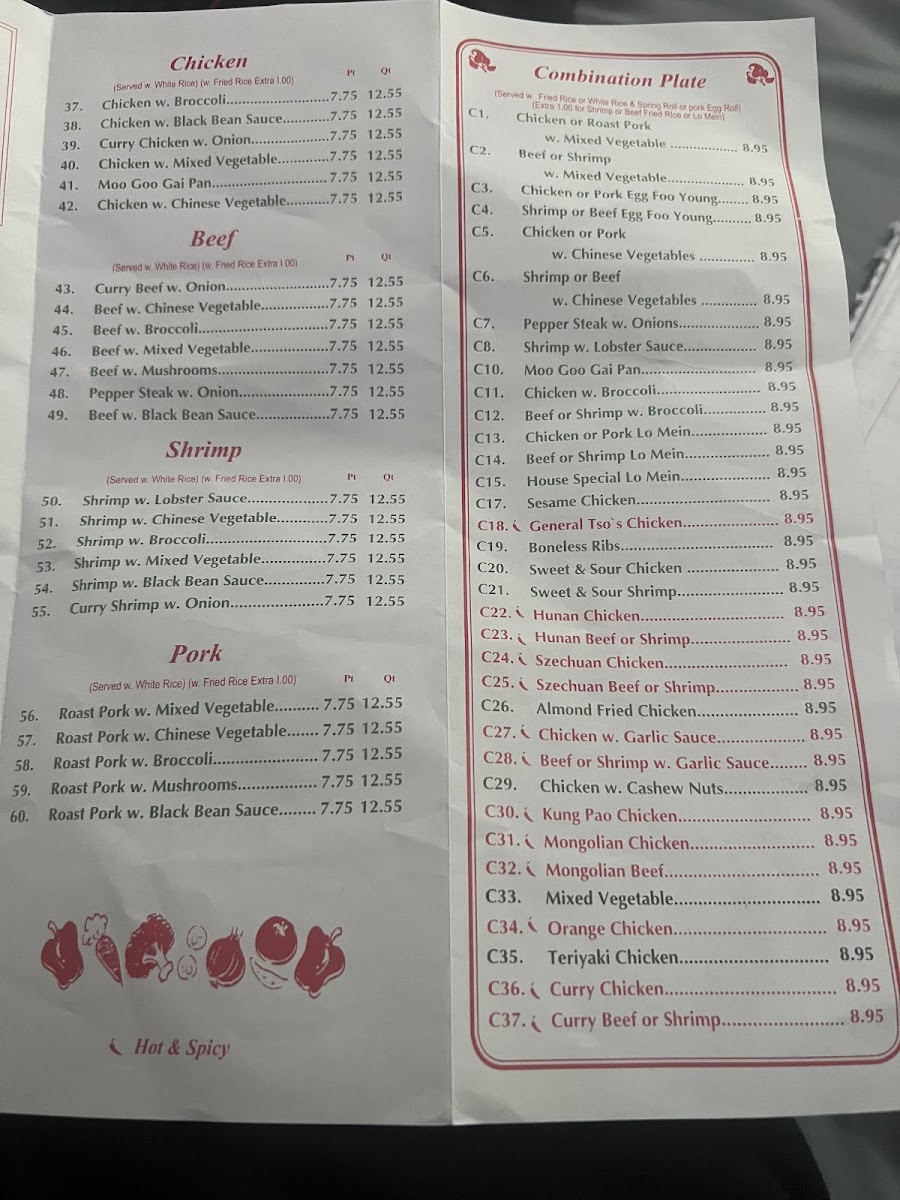 Chicken
(Served w. White Rice) (w. Fried Rice Extra 1.00) Pt Qt
37. Chicken w. Broccoli.............................7.75 12.55
38. Chicken w. Black Bean Sauce............7.75 12.55
39. Curry Chicken w. Onion....................7.75 12.55
40. Chicken w. Mixed Vegetable.............7.75 12.55
41. Moo Goo Gai Pan.............................7.75 12.55
42. Chicken w. Chinese Vegetable...........7.75 12.55
Beef
(Served w. White Rice) (w. Fried Rice Extra 1.00) Pt Qt
43. Curry Beef w. Onion.........................7.75 12.55
44. Beef w. Chinese Vegetable.................7.75 12.55
45. Beef w. Broccoli................................7.75 12.55
46. Beef w. Mixed Vegetable...................7.75 12.55
47. Beef w. Mushrooms...........................7.75 12.55
48. Pepper Steak w. Onion......................7.75 12.55
49. Beef w. Black Bean Sauce..................7.75 12.55
Shrimp
(Served w. White Rice) (w. Fried Rice Extra 1.00) Pt Qt
50. Shrimp w. Lobster Sauce....................7.75 12.55
51. Shrimp w. Chinese Vegetable............7.75 12.55
52. Shrimp w. Broccoli............................7.75 12.55
53. Shrimp w. Mixed Vegetable...............7.75 12.55
54. Shrimp w. Black Bean Sauce..............7.75 12.55
55. Curry Shrimp w. Onion......................7.75 12.55
Pork
(Served w. White Rice) (w. Fried Rice Extra 1.00) Pt Qt
56. Roast Pork w. Mixed Vegetable.......... 7.75 12.55
57. Roast Pork w. Chinese Vegetable....... 7.75 12.55
58. Roast Pork w. Broccoli....................... 7.75 12.55
59. Roast Pork w. Mushrooms................. 7.75 12.55
60. Roast Pork w. Black Bean Sauce........ 7.75 12.55
Hot & Spicy
Combination Plate
(Served w. Fried Rice or White Rice & Spring Roll or pork Egg Roll)
(Extra 1.00 for Shrimp or Beef Fried Rice or Lo Mein)
C1. Chicken or Roast Pork
w. Mixed Vegetable ................. 8.95
C2. Beef or Shrimp
w. Mixed Vegetable.................... 8.95
C3. Chicken or Pork Egg Foo Young........ 8.95
C4. Shrimp or Beef Egg Foo Young.......... 8.95
C5. Chicken or Pork
w. Chinese Vegetables ............. 8.95
C6. Shrimp or Beef
w. Chinese Vegetables ............. 8.95
C7. Pepper Steak w. Onions................... 8.95
C8. Shrimp w. Lobster Sauce................. 8.95
C10. Moo Goo Gai Pan........................... 8.95
C11. Chicken w. Broccoli........................ 8.95
C12. Beef or Shrimp w. Broccoli.............. 8.95
C13. Chicken or Pork Lo Mein................. 8.95
C14. Beef or Shrimp Lo Mein................... 8.95
C15. House Special Lo Mein.................... 8.95
C17. Sesame Chicken............................... 8.95
C18. General Tso`s Chicken...................... 8.95
C19. Boneless Ribs................................... 8.95
C20. Sweet & Sour Chicken ..................... 8.95
C21. Sweet & Sour Shrimp........................ 8.95
C22. Hunan Chicken................................. 8.95
C23. Hunan Beef or Shrimp....................... 8.95
C24. Szechuan Chicken............................ 8.95
C25. Szechuan Beef or Shrimp................... 8.95
C26. Almond Fried Chicken....................... 8.95
C27. Chicken w. Garlic Sauce.................... 8.95
C28. Beef or Shrimp w. Garlic Sauce........ 8.95
C29. Chicken w. Cashew Nuts................... 8.95
C30. Kung Pao Chicken.............................. 8.95
C31. Mongolian Chicken............................ 8.95
C32. Mongolian Beef.................................. 8.95
C33. Mixed Vegetable................................ 8.95
C34. Orange Chicken................................. 8.95
C35. Teriyaki Chicken................................ 8.95
C36. Curry Chicken.................................... 8.95
C37. Curry Beef or Shrimp......................... 8.95